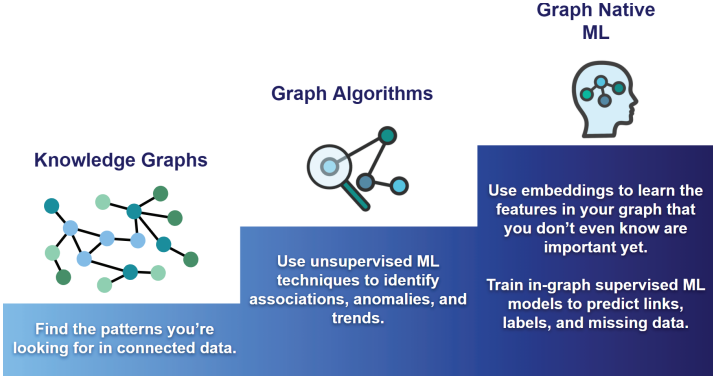 Graph Native
ML
Graph Algorithms
Knowledge Graphs
Use embeddings to learn the
features in your graph that
you don’t even know are
important yet.
Train in-graph supervised ML
models to predict links,
labels, and missing data.
Use unsupervised ML
techniques to identify
associations, anomalies, and
trends.
Find the patterns you’re
looking for in connected data.